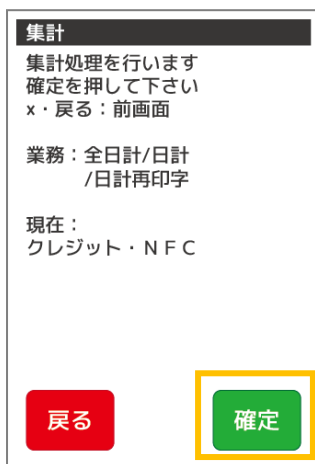 集計
集計処理を行います
確定を押して下さい
x・戻る：前画面
業務：全日計/日計
/日計再印字
現在：
クレジット・ＮＦＣ
戻る
確定